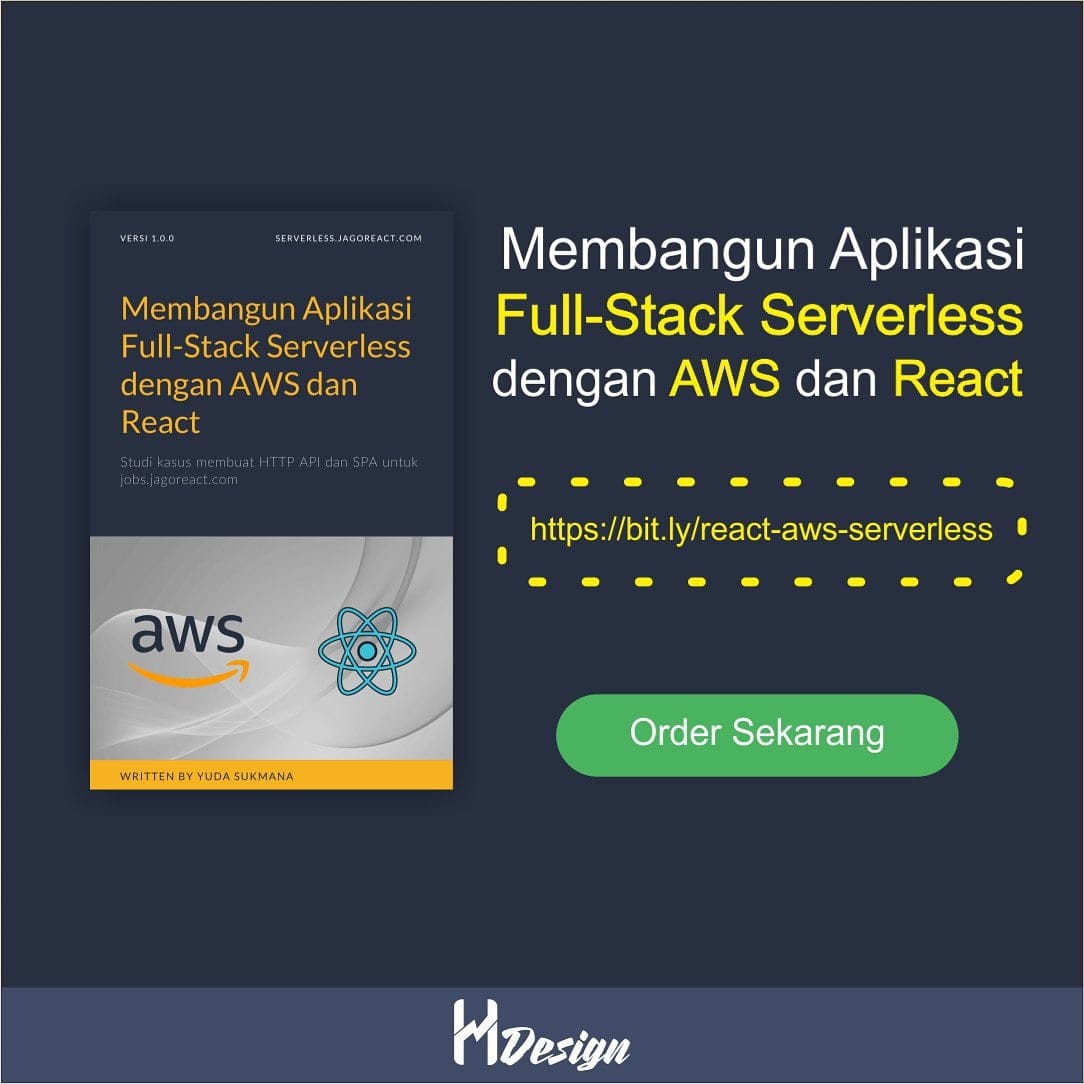 VERSI 1.0.0
SERVERLESS.JAGOREACT.COM
Membangun Aplikasi
Full-Stack Serverless
dengan AWS dan
React
Studi kasus membuat HTTP API dan SPA untuk
jobs.jagoreact.com
aws
WRITTEN BY YUDA SUKMANA
Membangun Aplikasi
Full-Stack Serverless
dengan AWS dan React
https://bit.ly/react-aws-serverless
Order Sekarang
HDesign